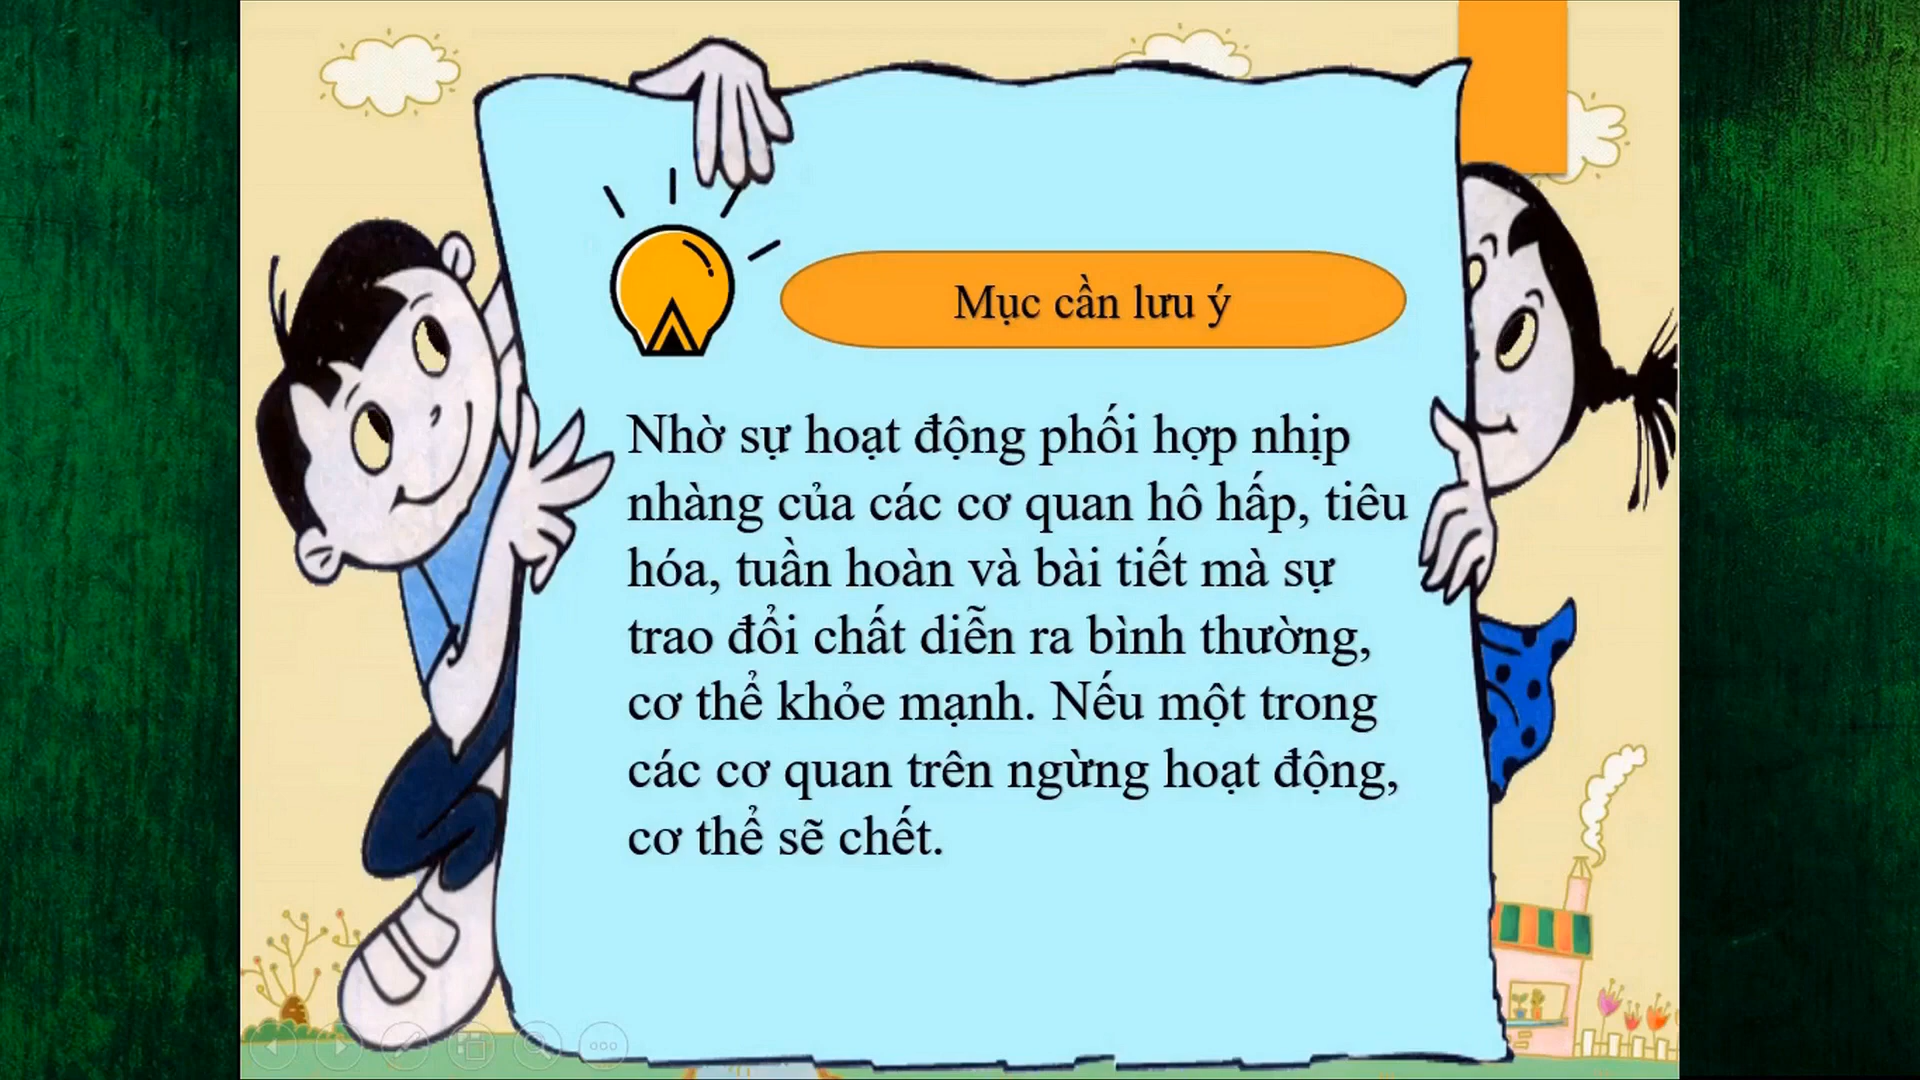 Mục cần lưu ý
Nhờ sự hoạt động phối hợp nhịp
nhàng của các cơ quan hô hấp, tiêu
hóa, tuần hoàn và bài tiết mà sự
trao đổi chất diễn ra bình thường,
cơ thể khỏe mạnh. Nếu một trong
các cơ quan trên ngừng hoạt động,
cơ thể sẽ chết.